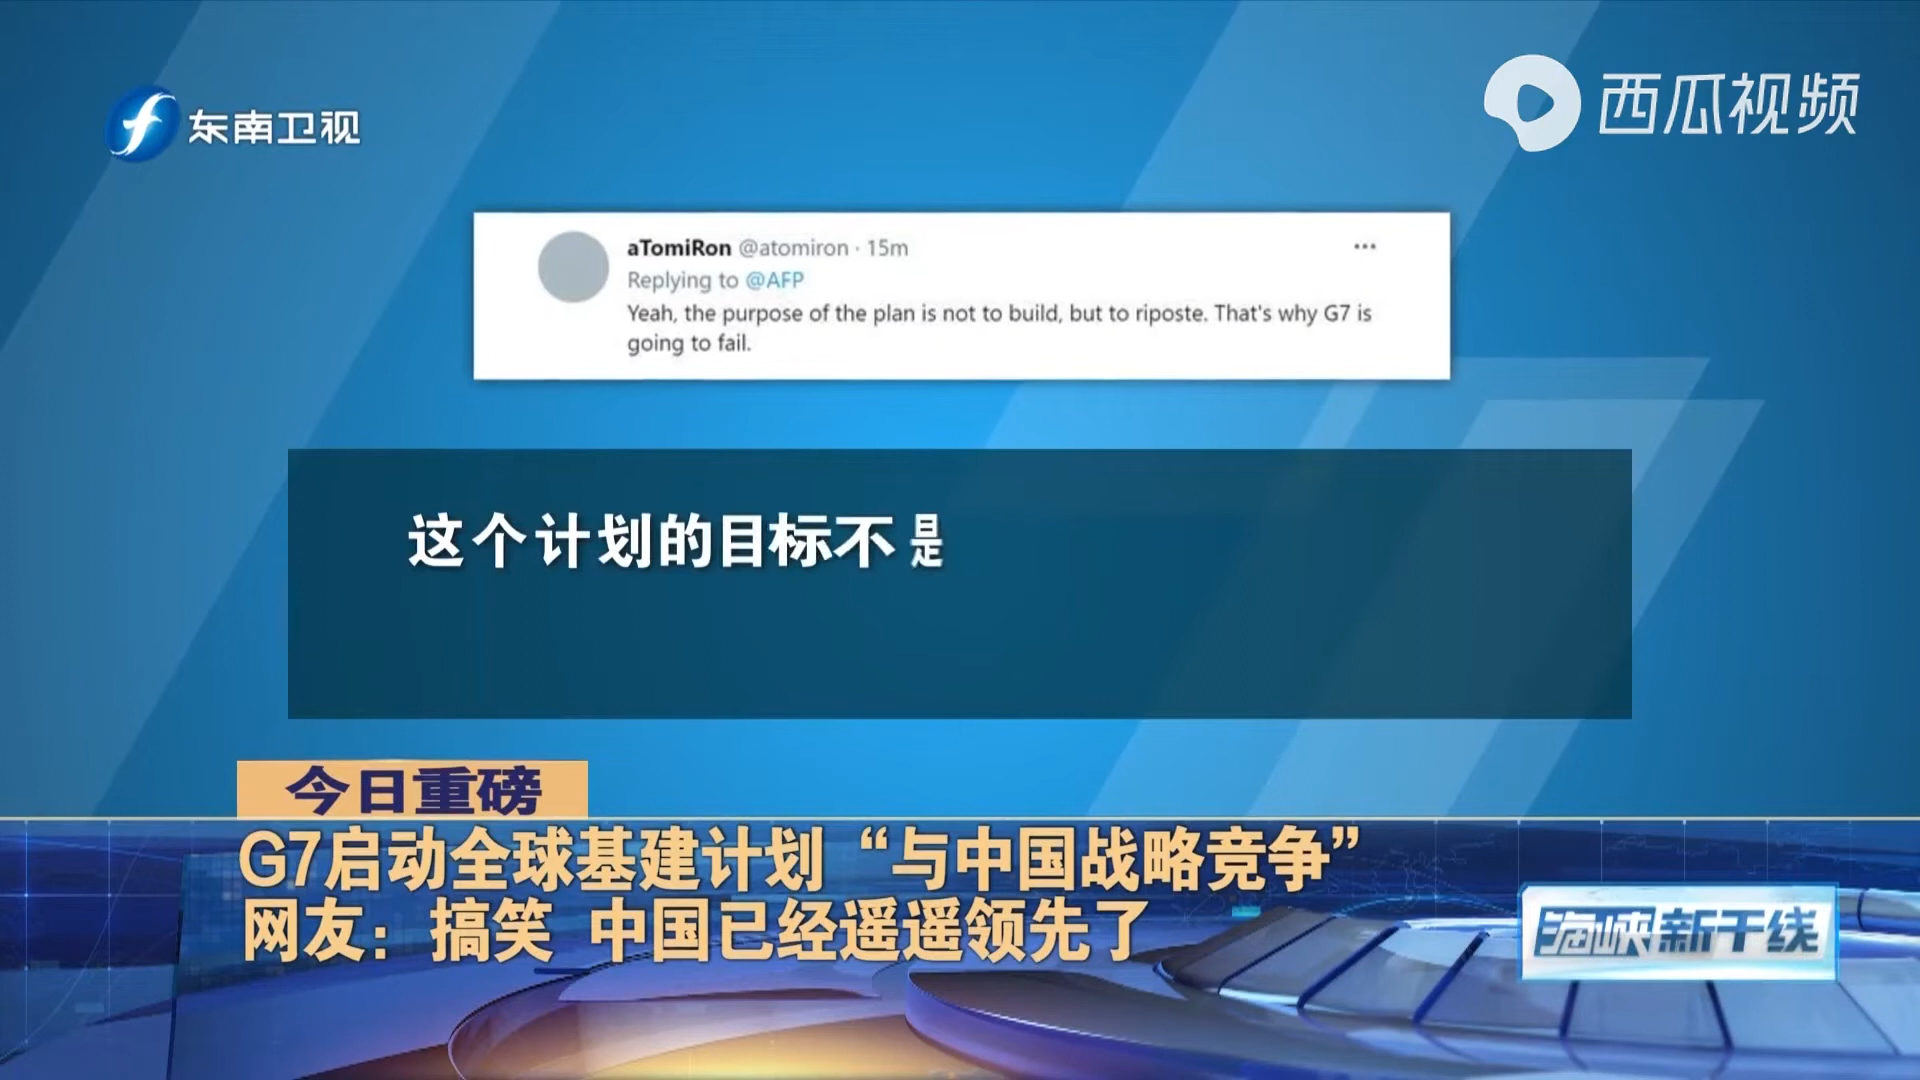 东南卫视
西瓜视频
aTomiRon @atomiron · 15m
Replying to @AFP
Yeah, the purpose of the plan is not to build, but to riposte. That's why G7 is
going to fail.
这个计划的目标不是
今日重磅
G7启动全球基建计划 “与中国战略竞争”
网友：搞笑 中国已经遥遥领先了
海峡新干线